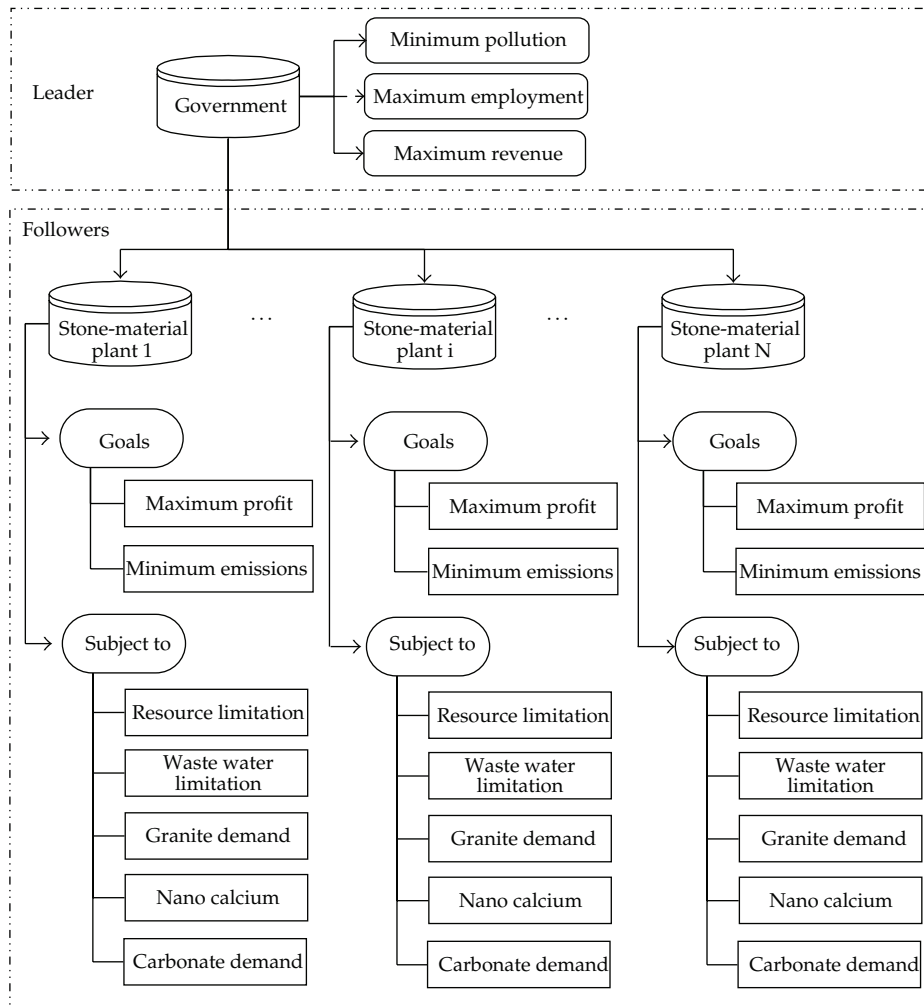 Leader
Government
Minimum pollution
Maximum employment
Maximum revenue
Followers
Stone-material
plant 1
...
Stone-material
plant i
...
Stone-material
plant N
Goals
Maximum profit
Minimum emissions
Subject to
Resource limitation
Waste water
limitation
Granite demand
Nano calcium
Carbonate demand
Goals
Maximum profit
Minimum emissions
Subject to
Resource limitation
Waste water
limitation
Granite demand
Nano calcium
Carbonate demand
Goals
Maximum profit
Minimum emissions
Subject to
Resource limitation
Waste water
limitation
Granite demand
Nano calcium
Carbonate demand